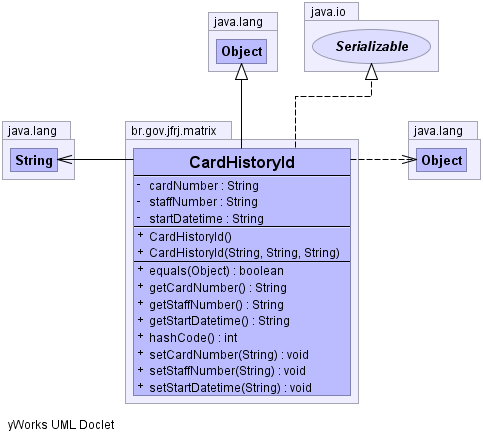 java.lang
Object
java.io
Serializable
java.lang
String
br.gov.jfrj.matrix
java.lang
Object
CardHistoryId
- cardNumber : String
- staffNumber : String
- startDatetime : String
+ CardHistoryId()
+ CardHistoryId(String, String, String)
+ equals(Object) : boolean
+ getCardNumber() : String
+ getStaffNumber() : String
+ getStartDatetime() : String
+ hashCode() : int
+ setCardNumber(String) : void
+ setStaffNumber(String) : void
+ setStartDatetime(String) : void
yWorks UML Doclet